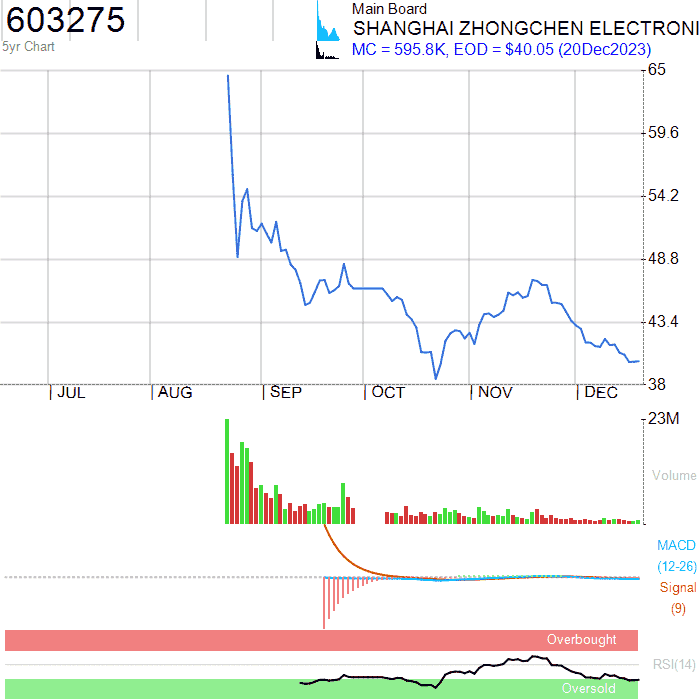 603275
Main Board
SHANGHAI ZHONGCHEN ELECTRONI
5yr Chart
MC = 595.8K, EOD = $40.05 (20Dec2023)
65
59.6
54.2
48.8
43.4
38
JUL AUG SEP OCT NOV DEC
23M
Volume
MACD
(12-26)
Signal
(9)
Overbought
RSI(14)
Oversold